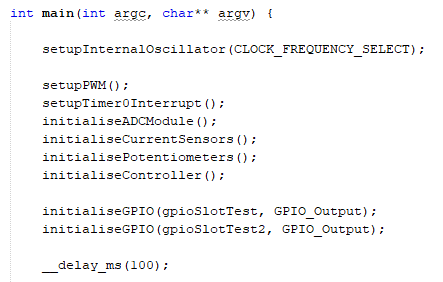 int main(int argc, char** argv) {
setupInternalOscillator(CLOCK_FREQUENCY_SELECT);
setupPWM();
setupTimer0Interrupt();
initialiseADCModule();
initialiseCurrentSensors();
initialisePotentiometers();
initialiseController();
initialiseGPIO(gpioSlotTest, GPIO_Output);
initialiseGPIO(gpioSlotTest2, GPIO_Output);
__delay_ms(100);